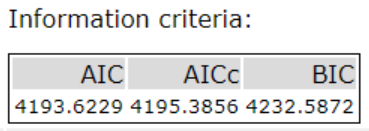 Information criteria:
AIC AICc BIC
4193.6229 4195.3856 4232.5872